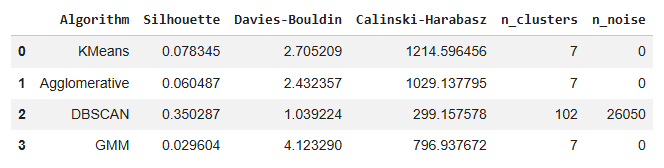 Algorithm Silhouette Davies-Bouldin Calinski-Harabasz n_clusters n_noise
0 KMeans 0.078345 2.705209 1214.596456 7 0
1 Agglomerative 0.060487 2.432357 1029.137795 7 0
2 DBSCAN 0.350287 1.039224 299.157578 102 26050
3 GMM 0.029604 4.123290 796.937672 7 0